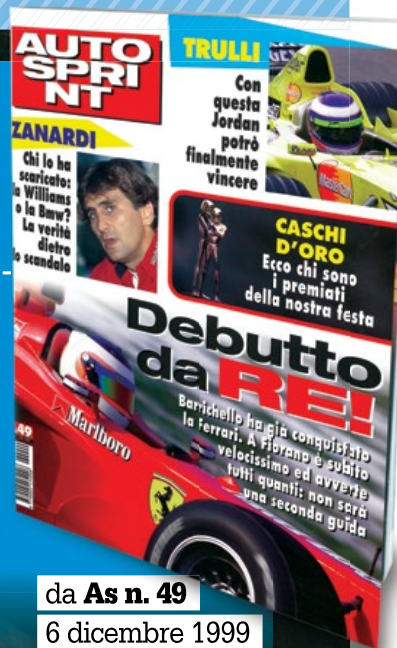 AUTO
SPRI
NT
TRULLI
Con
questa
Jordan
potrò
finalmente
vincere
MasterCard
ZANARDI
Chi lo ha
scaricato:
la Williams
o la Bmw?
La verità
dietro
lo scandalo
CASCHI
D'ORO
Ecco chi sono
i premiati
della nostra festa
Debutto
da RE!
Barrichello ha già conquistato
la Ferrari. A Fiorano è subito
velocissimo ed avverte
tutti quanti: non sarà
una seconda guida
Marlboro
.49
da As n. 49
6 dicembre 1999